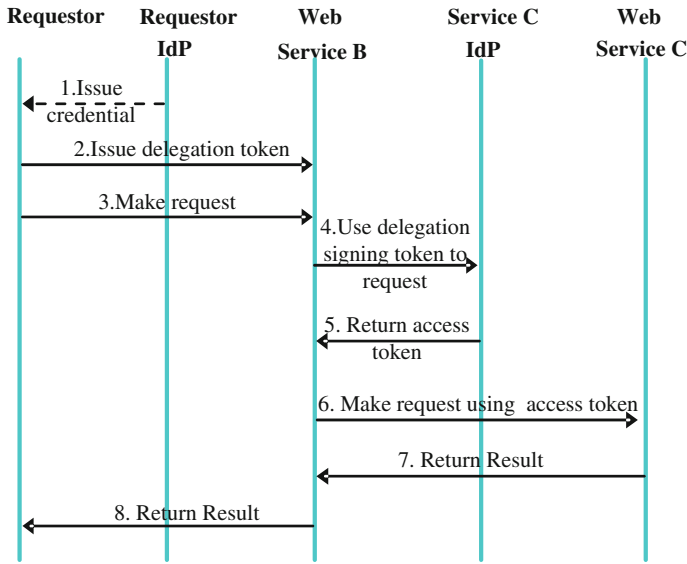 Requestor
Requestor
IdP
Web
Service B
Service C
IdP
Web
Service C
1.Issue
credential
2.Issue delegation token
3.Make request
4.Use delegation
signing token to
request
5. Return access
token
6. Make request using access token
7. Return Result
8. Return Result